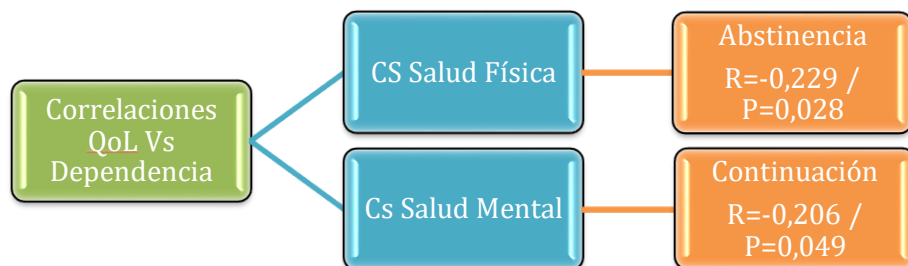 Correlaciones
QoL Vs
Dependencia
CS Salud Física
Abstinencia
R=-0,229 /
P=0,028
Cs Salud Mental
Continuación
R=-0,206 /
P=0,049